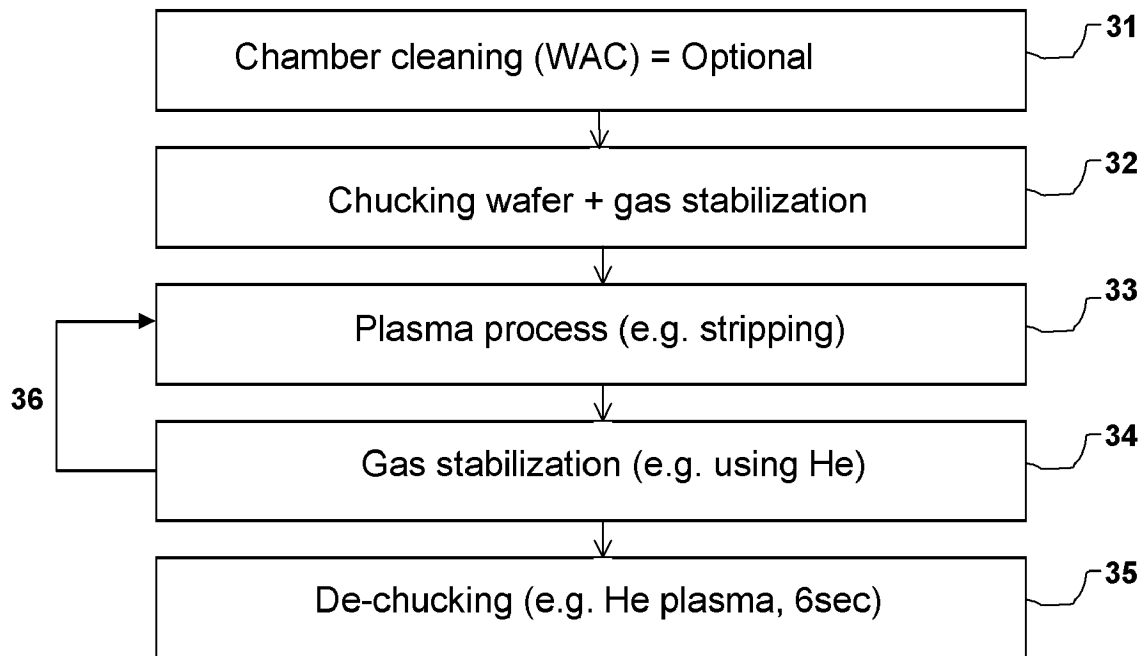 31
Chamber cleaning (WAC) = Optional
32
Chucking wafer + gas stabilization
33
Plasma process (e.g. stripping)
36
34
Gas stabilization (e.g. using He)
35
De-chucking (e.g. He plasma, 6sec)